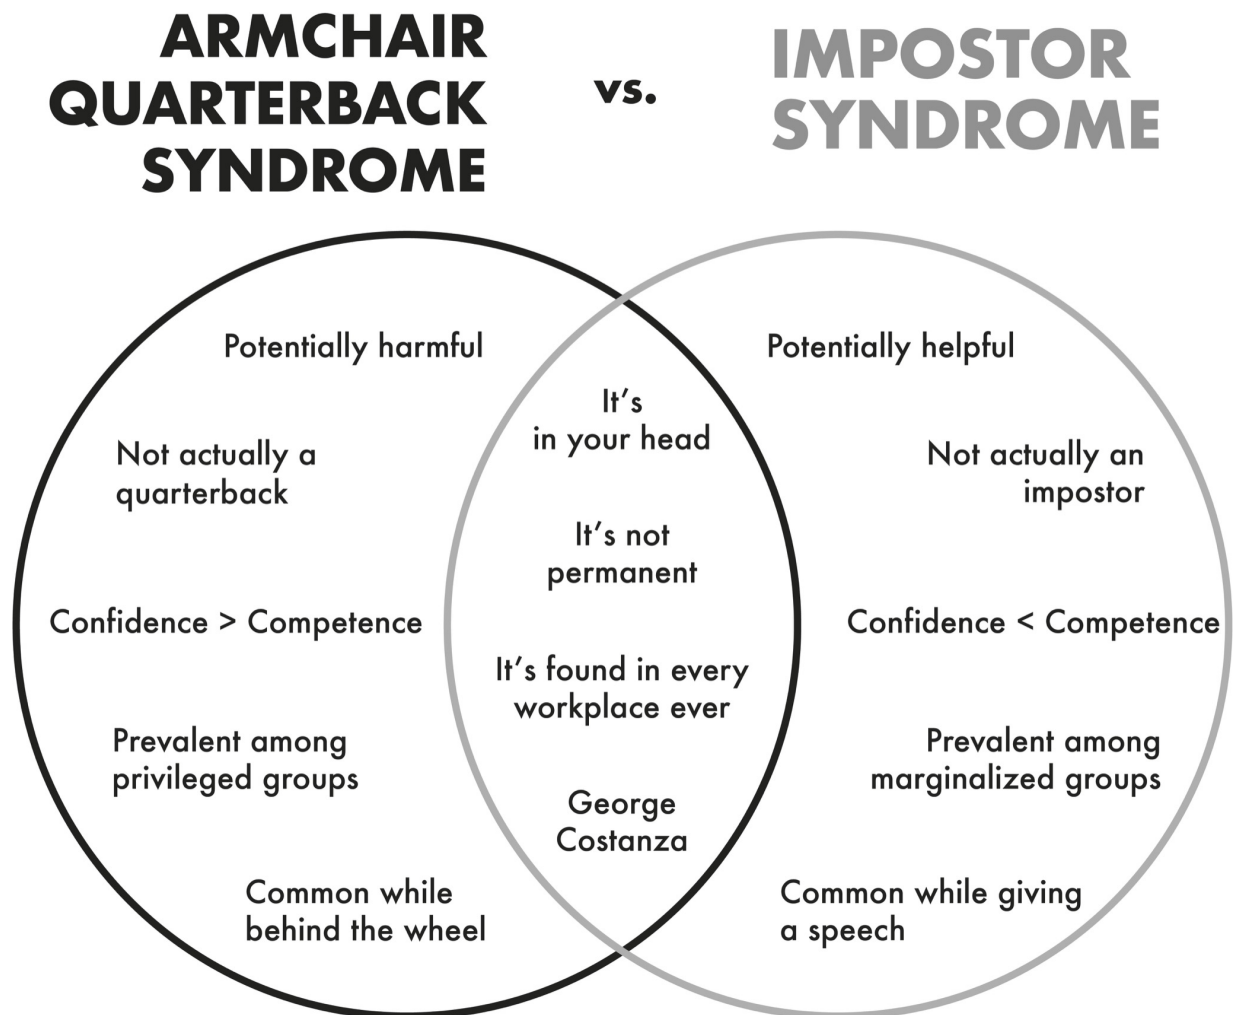 ARMCHAIR
QUARTERBACK
SYNDROME
vs.
IMPOSTOR
SYNDROME
Potentially harmful
Not actually a
quarterback
Confidence > Competence
Prevalent among
privileged groups
Common while
behind the wheel
It’s
in your head
It’s not
permanent
It’s found in every
workplace ever
George
Costanza
Potentially helpful
Not actually an
impostor
Confidence < Competence
Prevalent among
marginalized groups
Common while giving
a speech